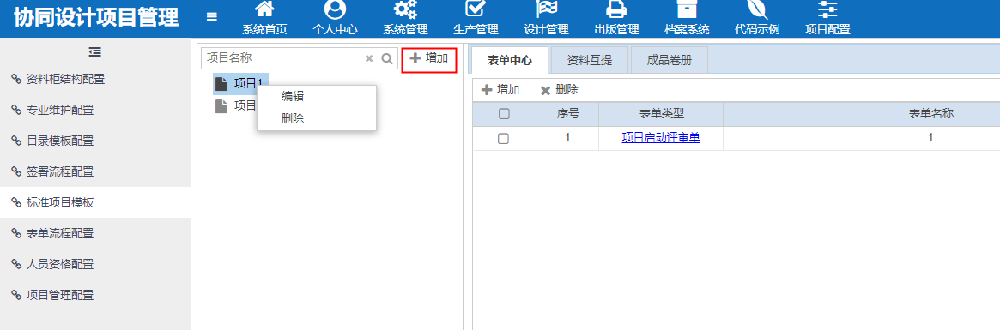 协同设计项目管理
系统首页 个人中心 系统管理 生产管理 设计管理 出版管理 档案系统 代码示例 项目配置
资料柜结构配置
专业维护配置
目录模板配置
签署流程配置
标准项目模板
表单流程配置
人员资格配置
项目管理配置
项目名称 增加
项目1
项目
编辑
删除
表单中心 资料互提 成品卷册
增加 删除
序号 表单类型 表单名称
1 项目启动评审单 1